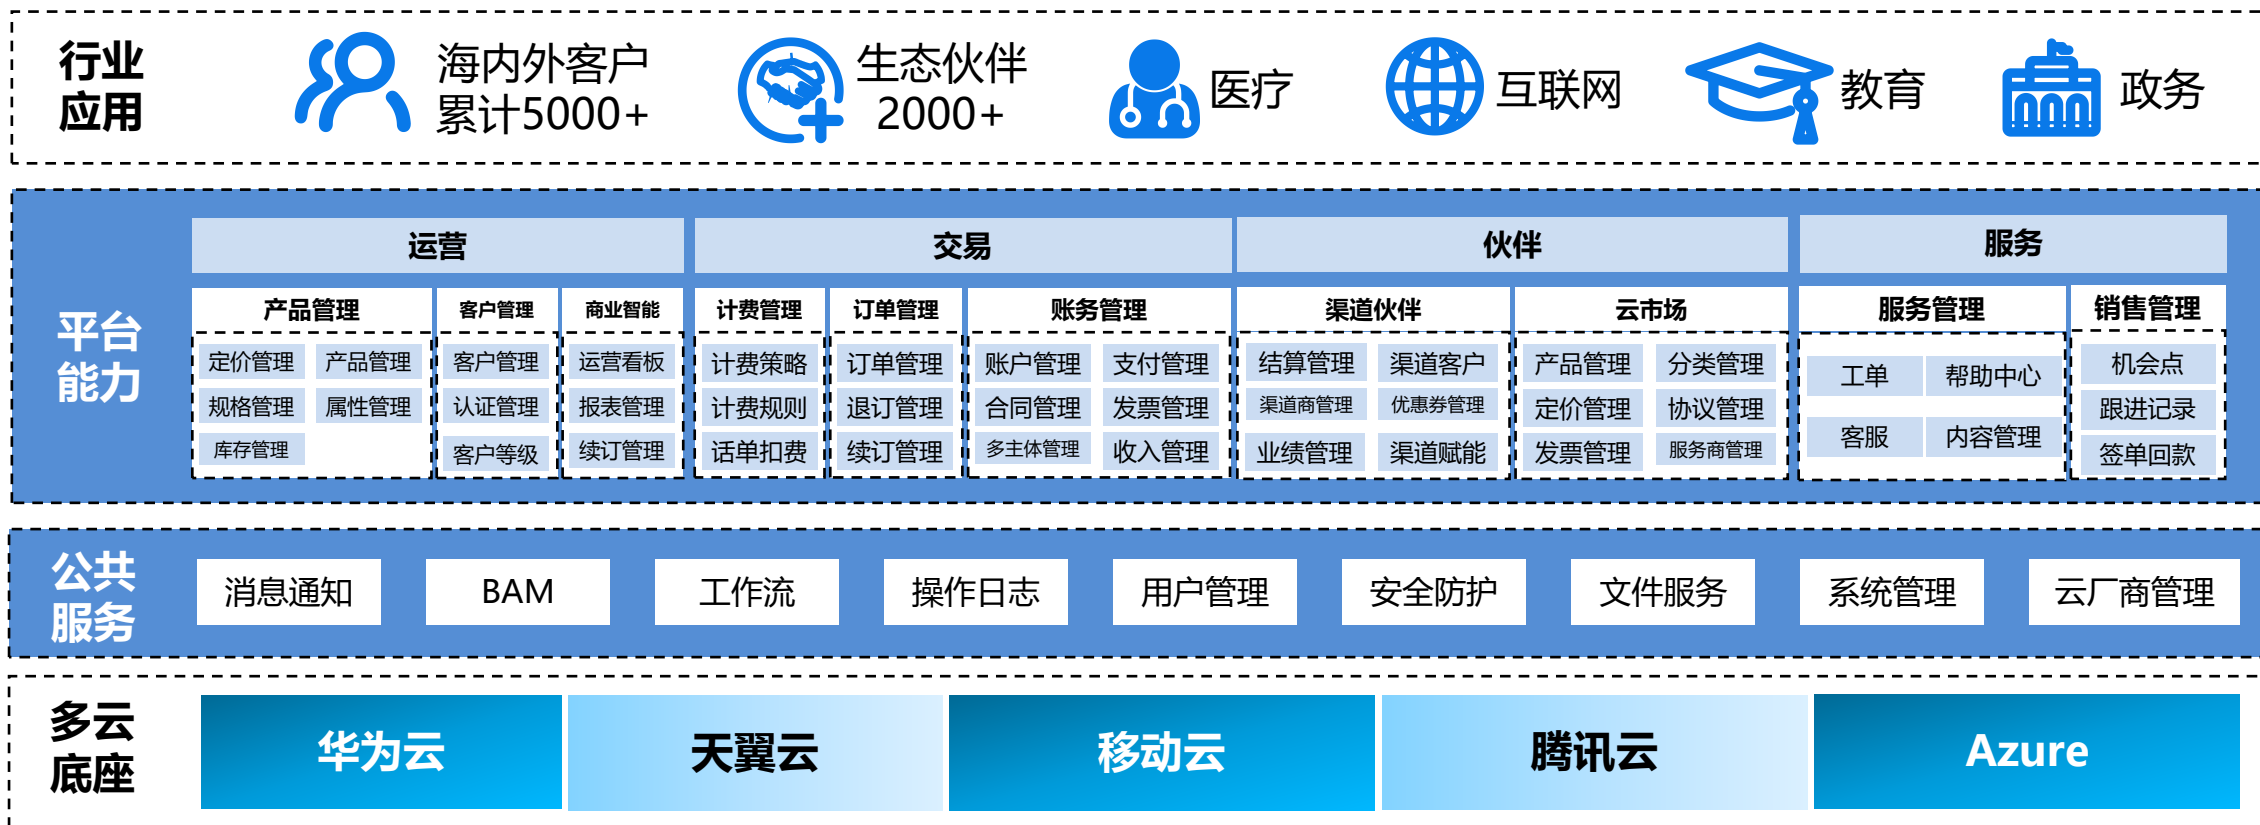 行业
应用
海内外客户
累计5000+
生态伙伴
2000+
医疗
互联网
教育
政务
平台
能力
运营
交易
伙伴
服务
产品管理
客户管理
商业智能
计费管理
订单管理
账务管理
渠道伙伴
云市场
服务管理
销售管理
定价管理
产品管理
规格管理
属性管理
库存管理
客户管理
认证管理
客户等级
运营看板
报表管理
续订管理
计费策略
计费规则
话单扣费
订单管理
退订管理
续订管理
账户管理
支付管理
合同管理
发票管理
多主体管理
收入管理
结算管理
渠道客户
渠道商管理
优惠券管理
业绩管理
渠道赋能
产品管理
分类管理
定价管理
协议管理
发票管理
服务商管理
工单
帮助中心
客服
内容管理
机会点
跟进记录
签单回款
公共
服务
消息通知
BAM
工作流
操作日志
用户管理
安全防护
文件服务
系统管理
云厂商管理
多云
底座
华为云
天翼云
移动云
腾讯云
Azure